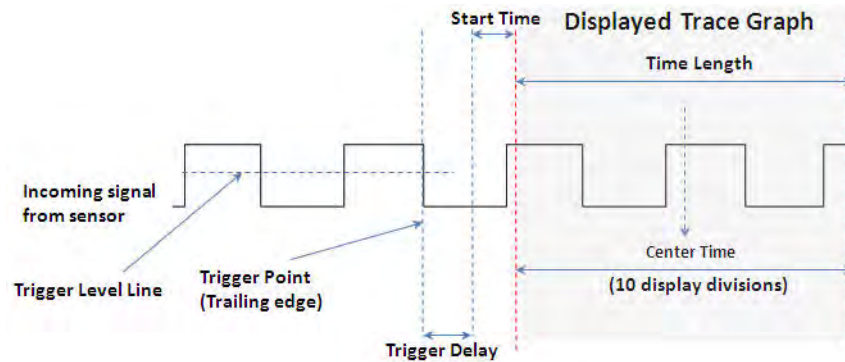 Start Time
Displayed Trace Graph
Time Length
Incoming signal
from sensor
Trigger Level Line
Trigger Point
(Trailing edge)
Center Time
(10 display divisions)
Trigger Delay